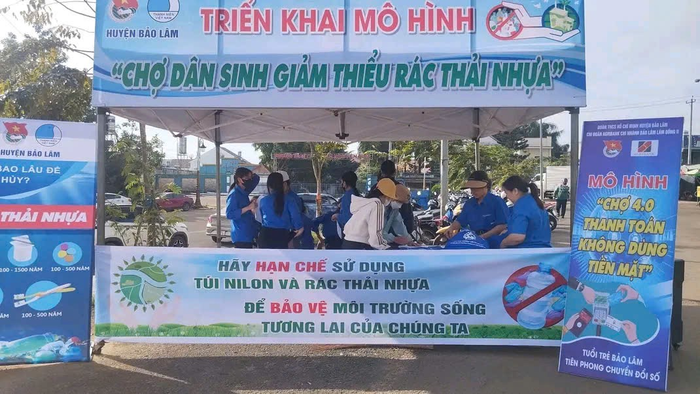 HUYỆN BẢO LÂM
TRIỂN KHAI MÔ HÌNH
"CHỢ DÂN SINH GIẢM THIỂU RÁC THẢI NHỰA"
HUYỆN BẢO LÂM
BAO LÂU ĐỂ
HỦY?
THẢI NHỰA
100 - 500 NĂM
100 - 500 NĂM
HÃY HẠN CHẾ SỬ DỤNG
TÚI NILON VÀ RÁC THẢI NHỰA
ĐỂ BẢO VỆ MÔI TRƯỜNG SỐNG
TƯƠNG LAI CỦA CHÚNG TA
MÔ HÌNH
"CHỢ 4.0
THANH TOÁN
KHÔNG DÙNG
TIỀN MẶT"
TUỔI TRẺ BẢO LÂM
TIÊN PHONG CHUYỂN ĐỔI SỐ